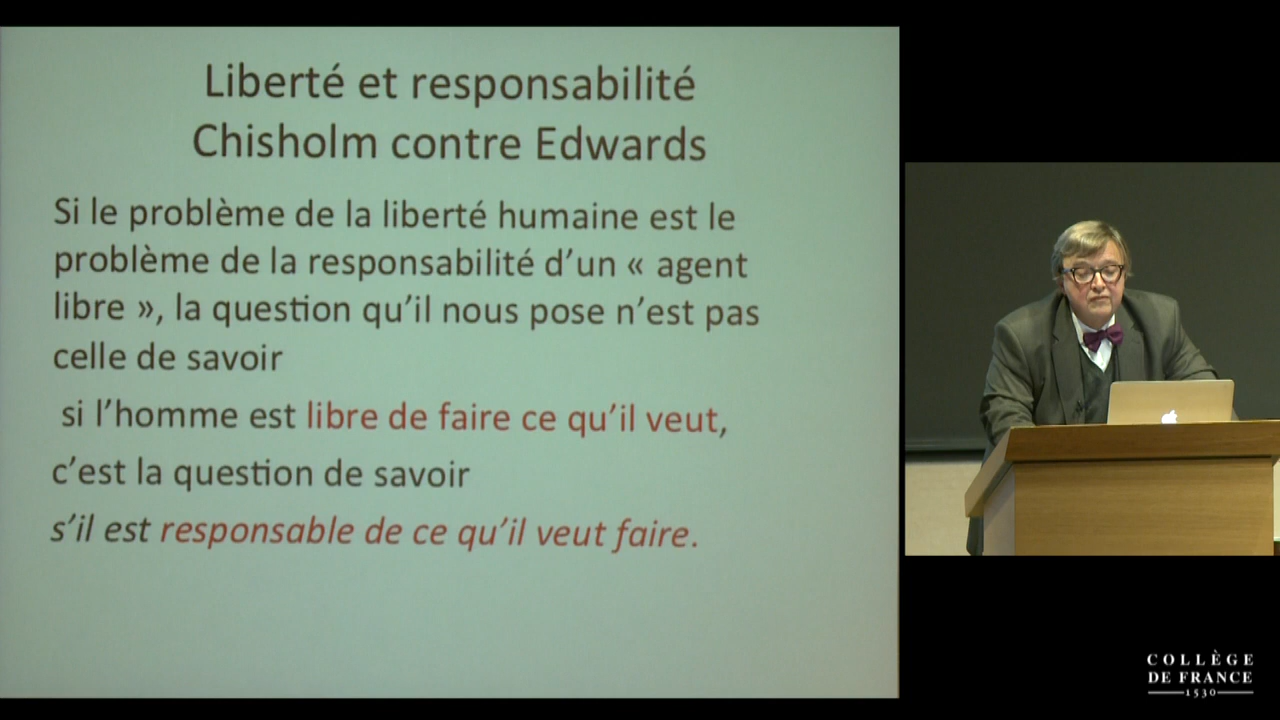 Liberté et responsabilité
Chisholm contre Edwards
Si le problème de la liberté humaine est le
problème de la responsabilité d’un « agent
libre », la question qu’il nous pose n’est pas
celle de savoir
si l’homme est libre de faire ce qu’il veut,
c’est la question de savoir
s’il est responsable de ce qu’il veut faire.
COLLÈGE
DE FRANCE
1530